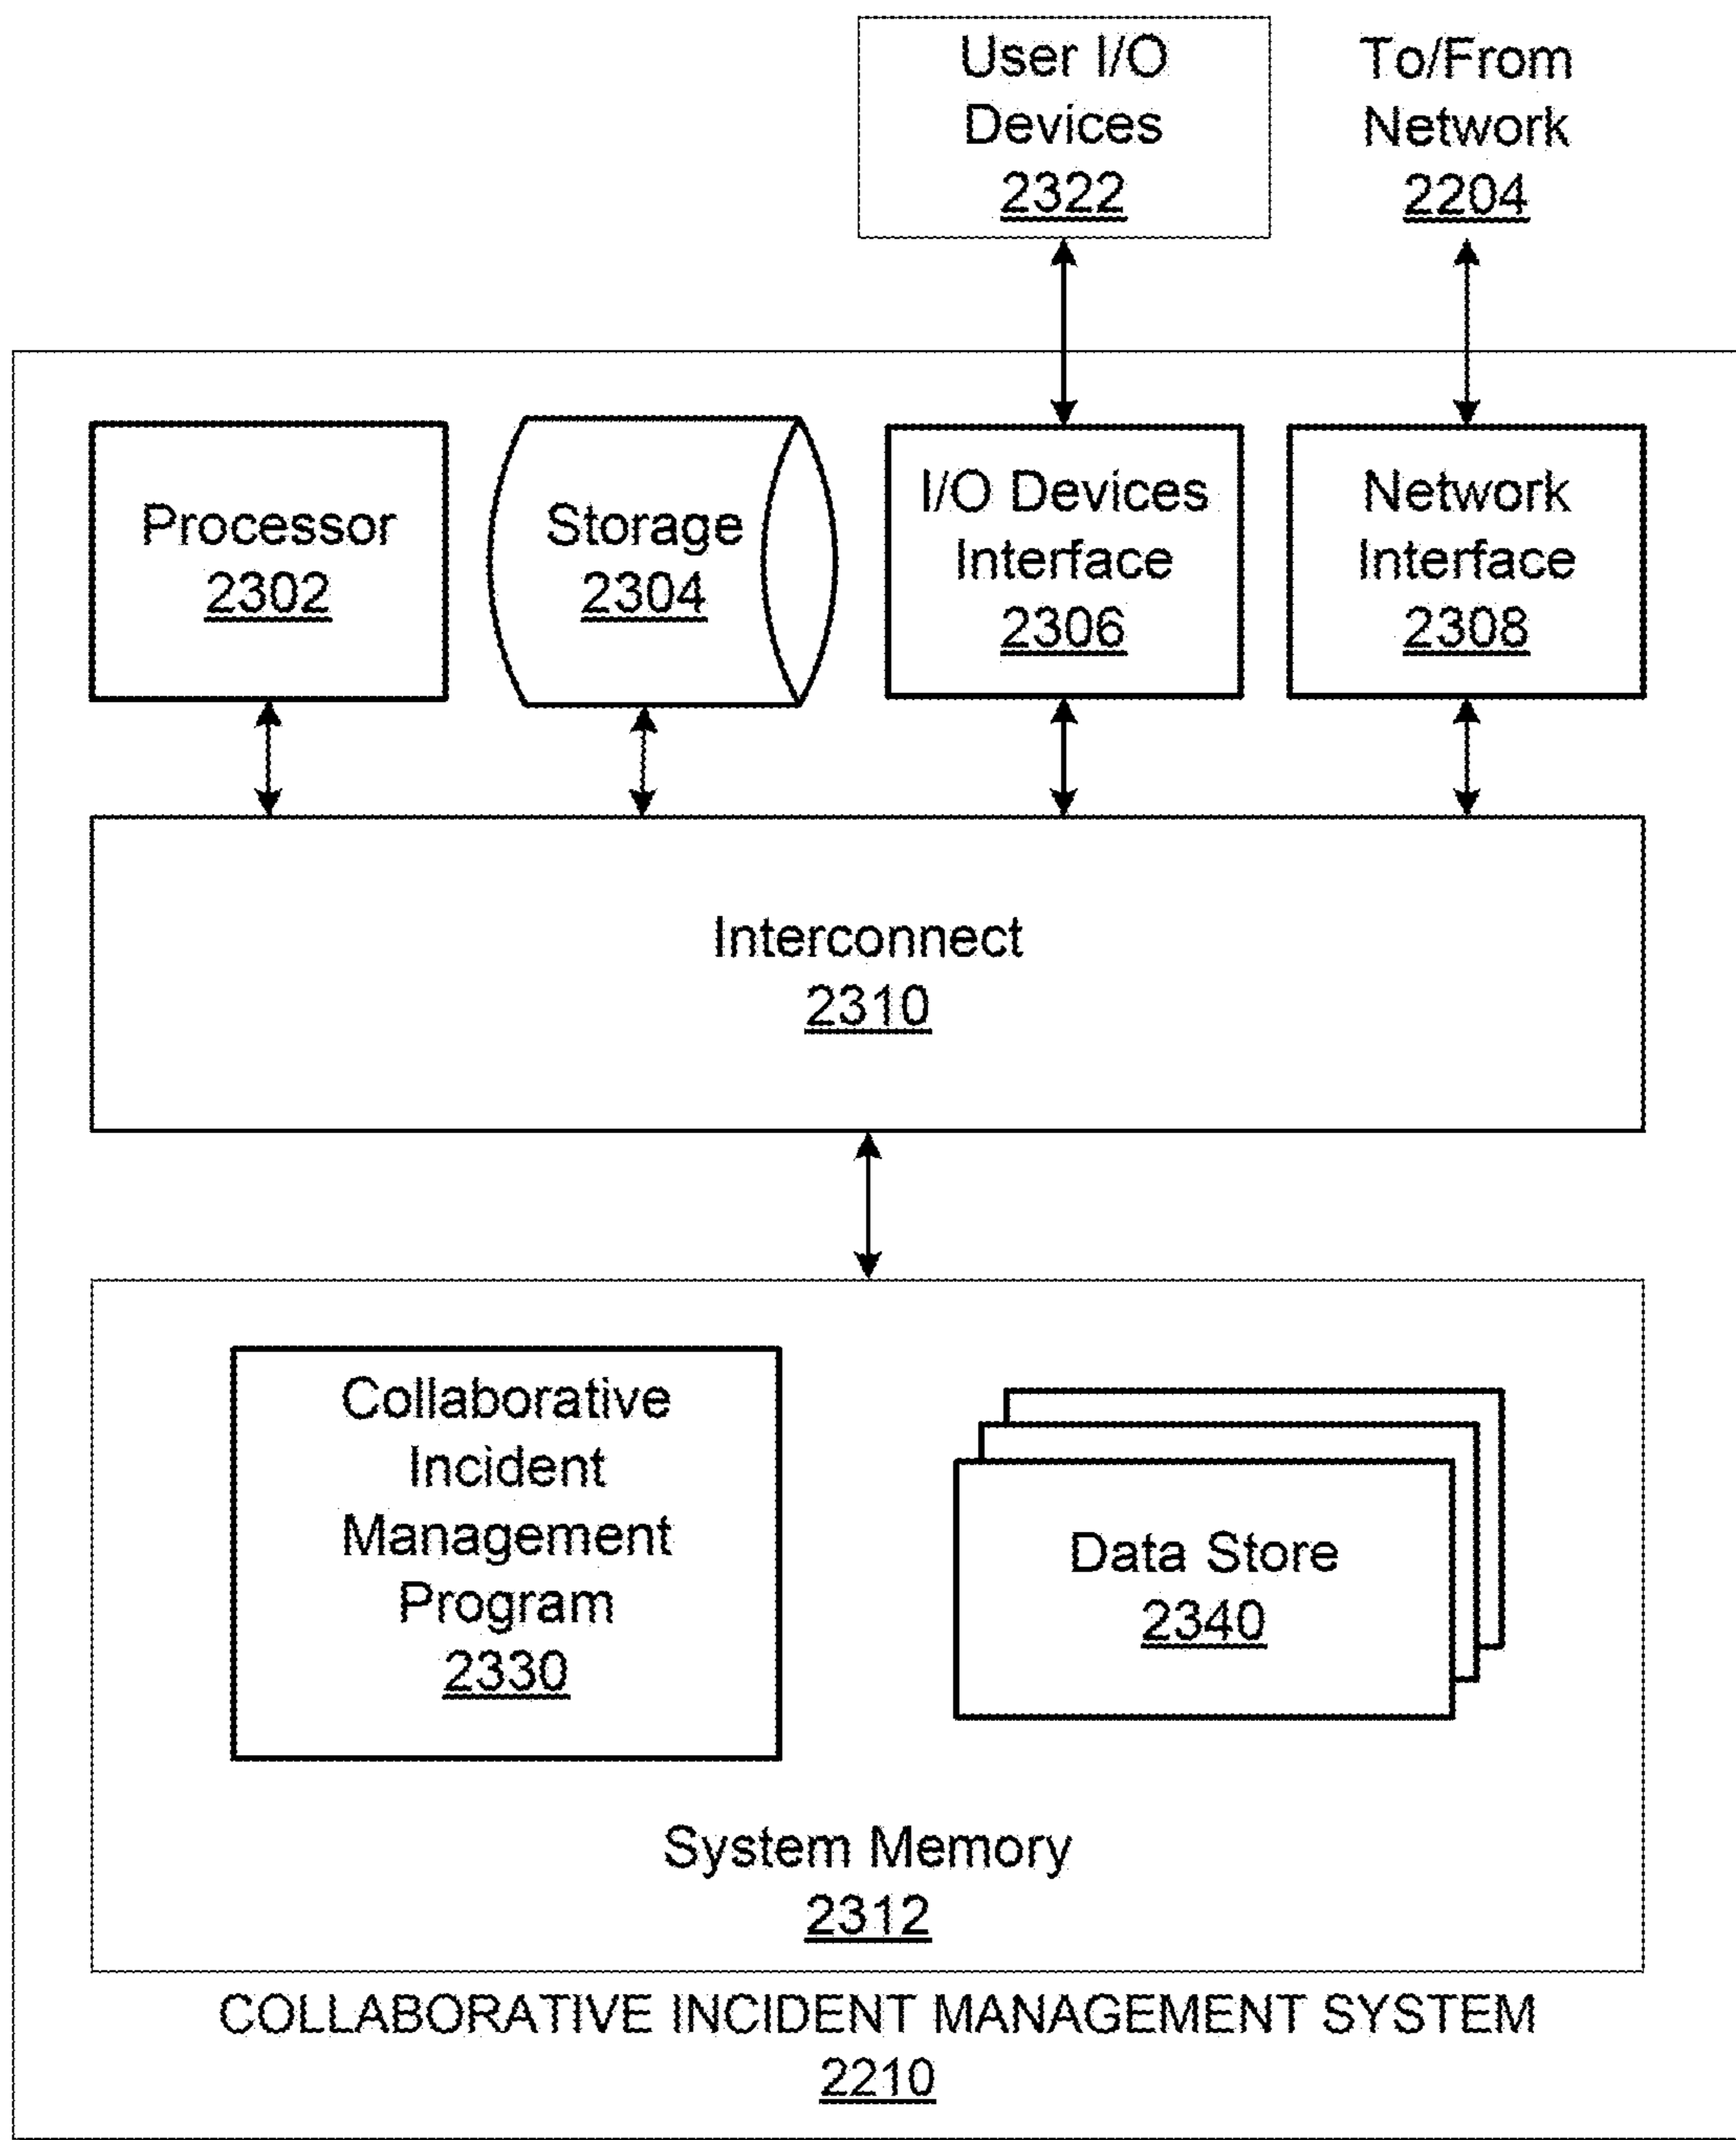 User I/O
Devices
2322
To/From
Network
2204
Processor
2302
Storage
2304
I/O Devices
Interface
2306
Network
Interface
2308
Interconnect
2310
Collaborative
Incident
Management
Program
2330
Data Store
2340
System Memory
2312
COLLABORATIVE INCIDENT MANAGEMENT SYSTEM
2210